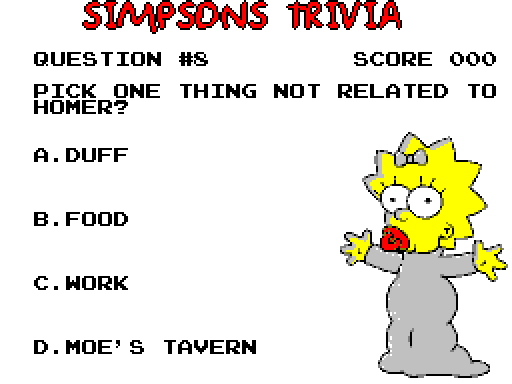 SIMPSONS TRIVIA
QUESTION #8 SCORE 000
PICK ONE THING NOT RELATED TO
HOMER?
A.DUFF
B.FOOD
C.WORK
D.MOE'S TAVERN